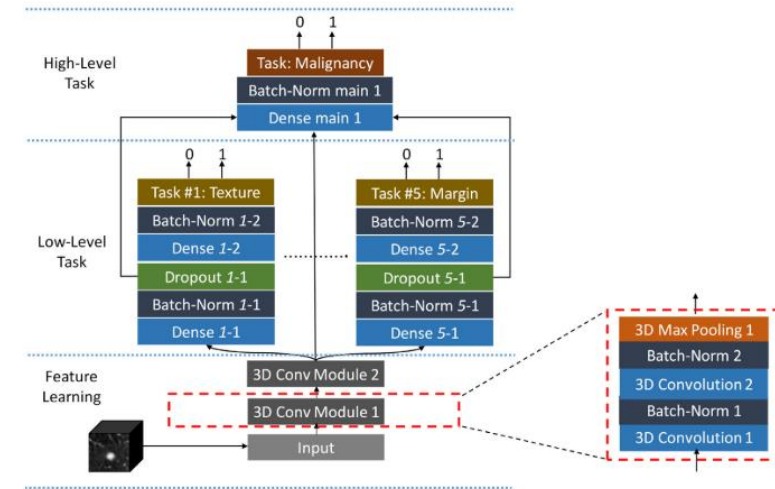 0 1
High-Level
Task
Task: Malignancy
Batch-Norm main 1
Dense main 1
0 1
0 1
Low-Level
Task
Task #1: Texture
Batch-Norm 1-2
Dense 1-2
Dropout 1-1
Batch-Norm 1-1
Dense 1-1
Task #5: Margin
Batch-Norm 5-2
Dense 5-2
Dropout 5-1
Batch-Norm 5-1
Dense 5-1
Feature
Learning
3D Conv Module 2
3D Conv Module 1
Input
3D Max Pooling 1
Batch-Norm 2
3D Convolution 2
Batch-Norm 1
3D Convolution 1